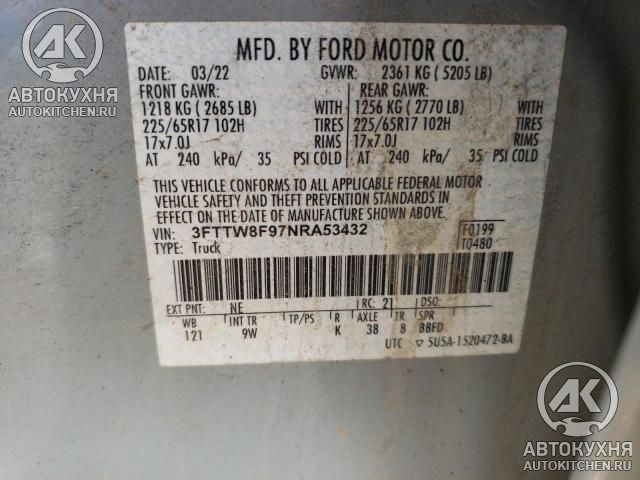 MFD. BY FORD MOTOR CO.
DATE: 03/22 GVWR: 2361 KG ( 5205 LB)
FRONT GAWR: REAR GAWR:
1218 KG ( 2685 LB) WITH 1256 KG ( 2770 LB) WITH
225/65R17 102H TIRES 225/65R17 102H TIRES
17x7.0J RIMS 17x7.0J RIMS
AT 240 kPa/ 35 PSI COLD AT 240 kPa/ 35 PSI COLD
THIS VEHICLE CONFORMS TO ALL APPLICABLE FEDERAL MOTOR
VEHICLE SAFETY AND THEFT PREVENTION STANDARDS IN
EFFECT ON THE DATE OF MANUFACTURE SHOWN ABOVE.
VIN: 3FTTW8F97NRA53432 F0199
TYPE: Truck T0480
EXT PNT: NE RC: 21 DSO:
WB INT TR TP/PS R AXLE TR SPR
121 9W K 38 8 BBFD
UTC ▽ 5U5A-1520472-BA
АК
АВТОКУХНЯ
AUTOKITCHEN.RU
АК
АВТОКУХНЯ
AUTOKITCHEN.RU